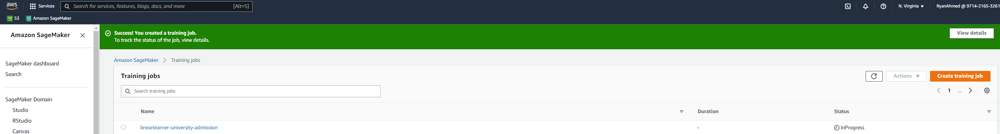 aws Services Search for services, features, blogs, docs, and more [Alt+S] N. Virginia RyanAhmed @ 9714-2165-3261
S3 Amazon SageMaker
Amazon SageMaker
SageMaker dashboard
Search
SageMaker Domain
Studio
RStudio
Canvas
Success! You created a training job.
To track the status of the job, view details.
View details
Amazon SageMaker Training jobs
Training jobs
Actions Create training job
Search training jobs
1 ...
Name Duration Status
linearlearner-university-admission - InProgress